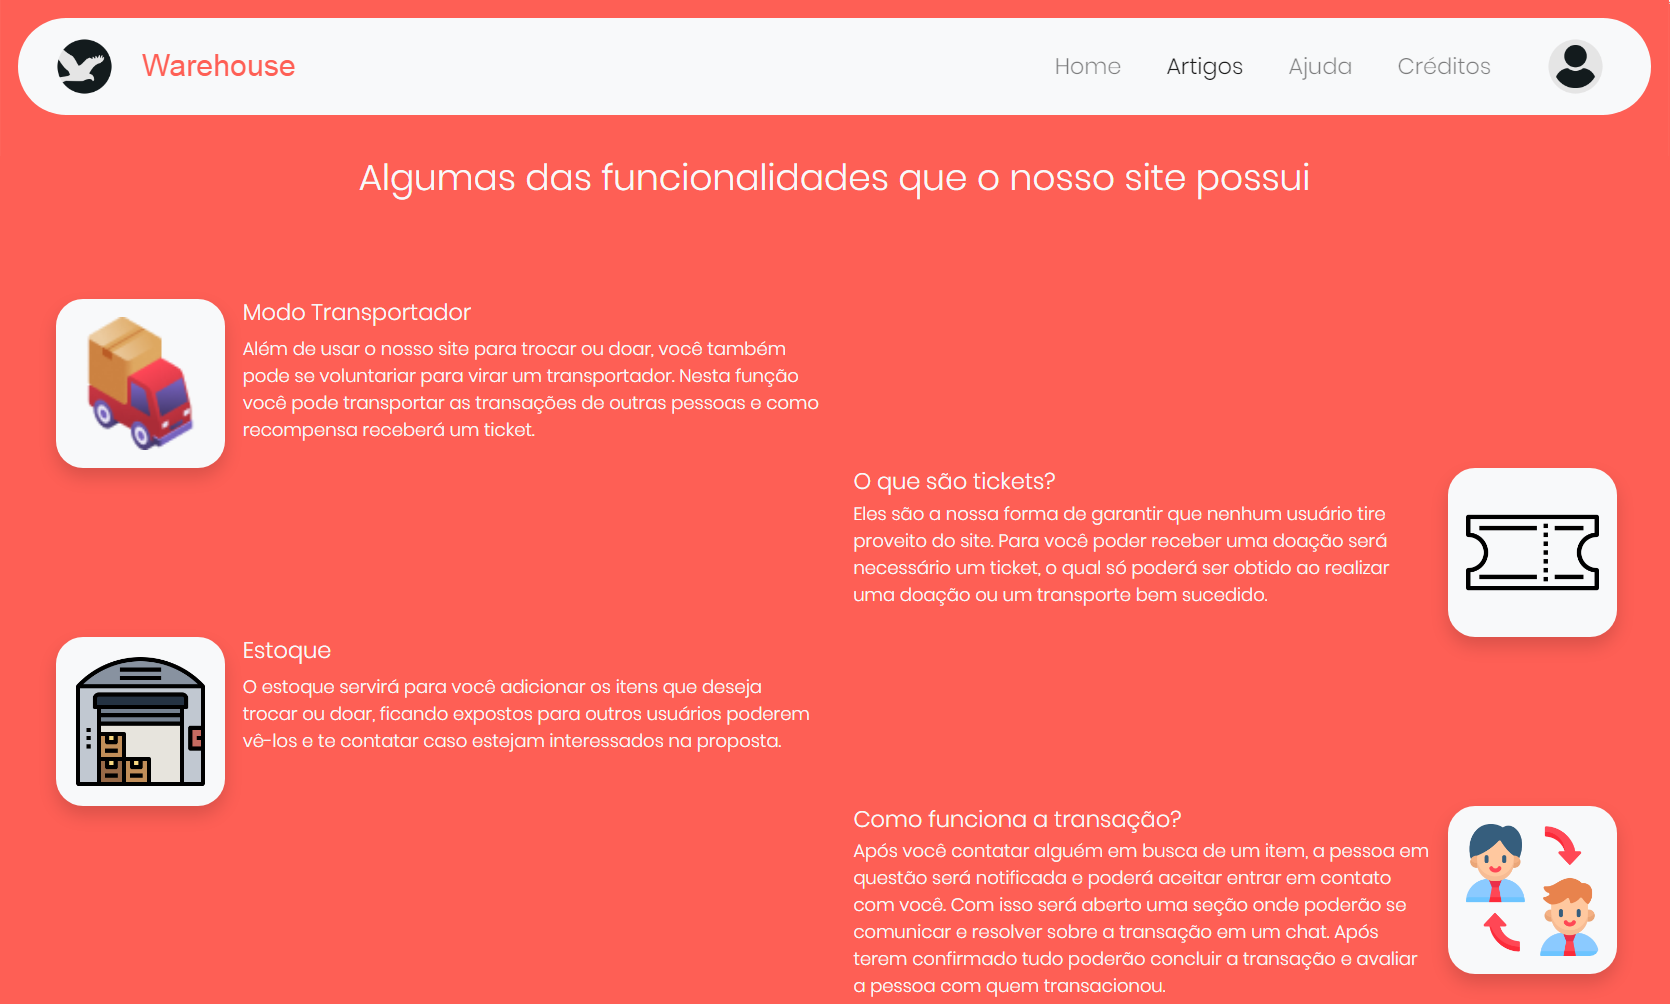 Warehouse
Home
Artigos
Ajuda
Créditos
Algumas das funcionalidades que o nosso site possui
Modo Transportador
Além de usar o nosso site para trocar ou doar, você também
pode se voluntariar para virar um transportador. Nesta função
você pode transportar as transações de outras pessoas e como
recompensa receberá um ticket.
O que são tickets?
Eles são a nossa forma de garantir que nenhum usuário tire
proveito do site. Para você poder receber uma doação será
necessário um ticket, o qual só poderá ser obtido ao realizar
uma doação ou um transporte bem sucedido.
Estoque
O estoque servirá para você adicionar os itens que deseja
trocar ou doar, ficando expostos para outros usuários poderem
vê-los e te contatar caso estejam interessados na proposta.
Como funciona a transação?
Após você contatar alguém em busca de um item, a pessoa em
questão será notificada e poderá aceitar entrar em contato
com você. Com isso será aberto uma seção onde poderão se
comunicar e resolver sobre a transação em um chat. Após
terem confirmado tudo poderão concluir a transação e avaliar
a pessoa com quem transacionou.